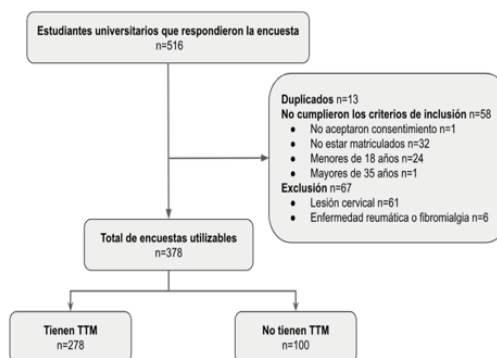 Estudiantes universitarios que respondieron la encuesta
n=516
Duplicados n=13
No cumplieron los criterios de inclusión n=58
● No aceptaron consentimiento n=1
● No estar matriculados n=32
● Menores de 18 años n=24
● Mayores de 35 años n=1
Exclusión n=67
● Lesión cervical n=61
● Enfermedad reumática o fibromialgia n=6
Total de encuestas utilizables
n=378
Tienen TTM
n=278
No tienen TTM
n=100